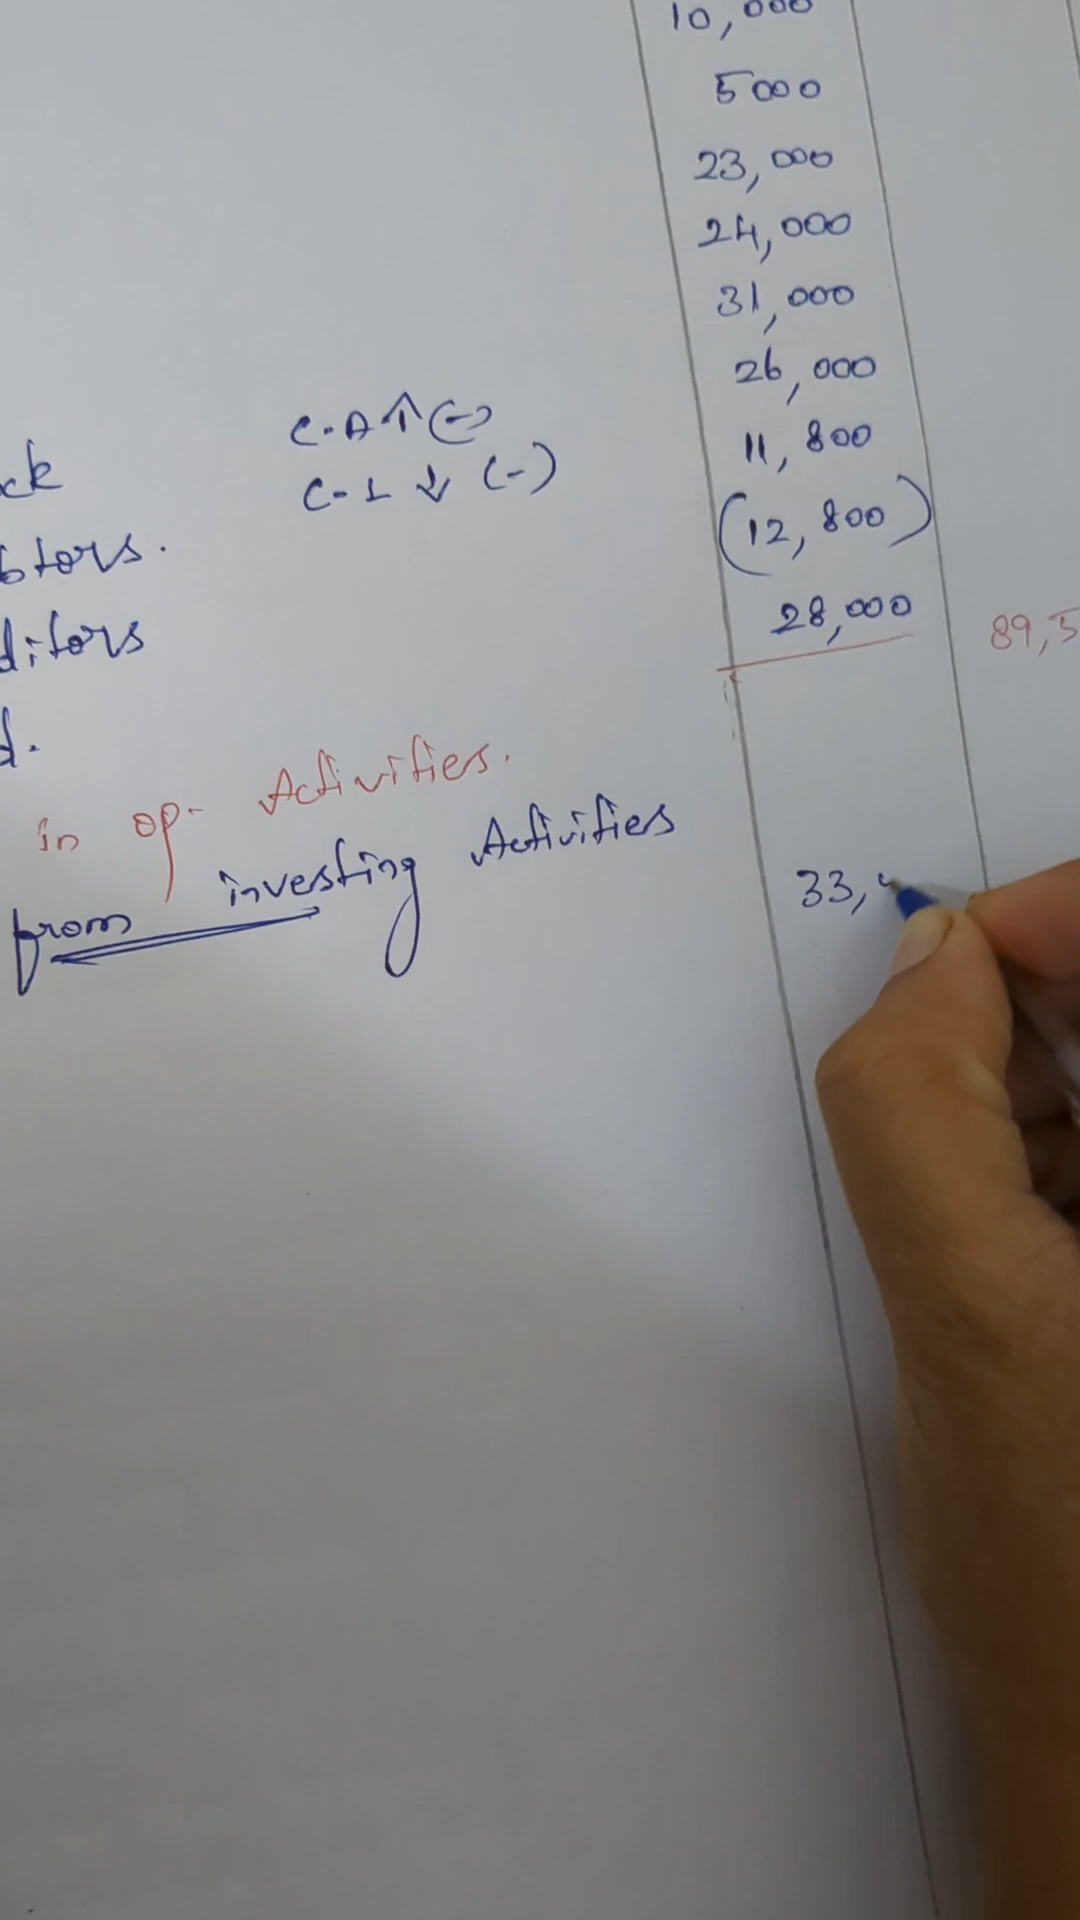 10,000
5000
23,000
24,000
31,000
26,000
C.A↑(-) 11,800
ck C-L ↓ (-) (12,800)
btors. 28,000 89,5
ditors
d.
in op- Activities.
from investing Activities 33,